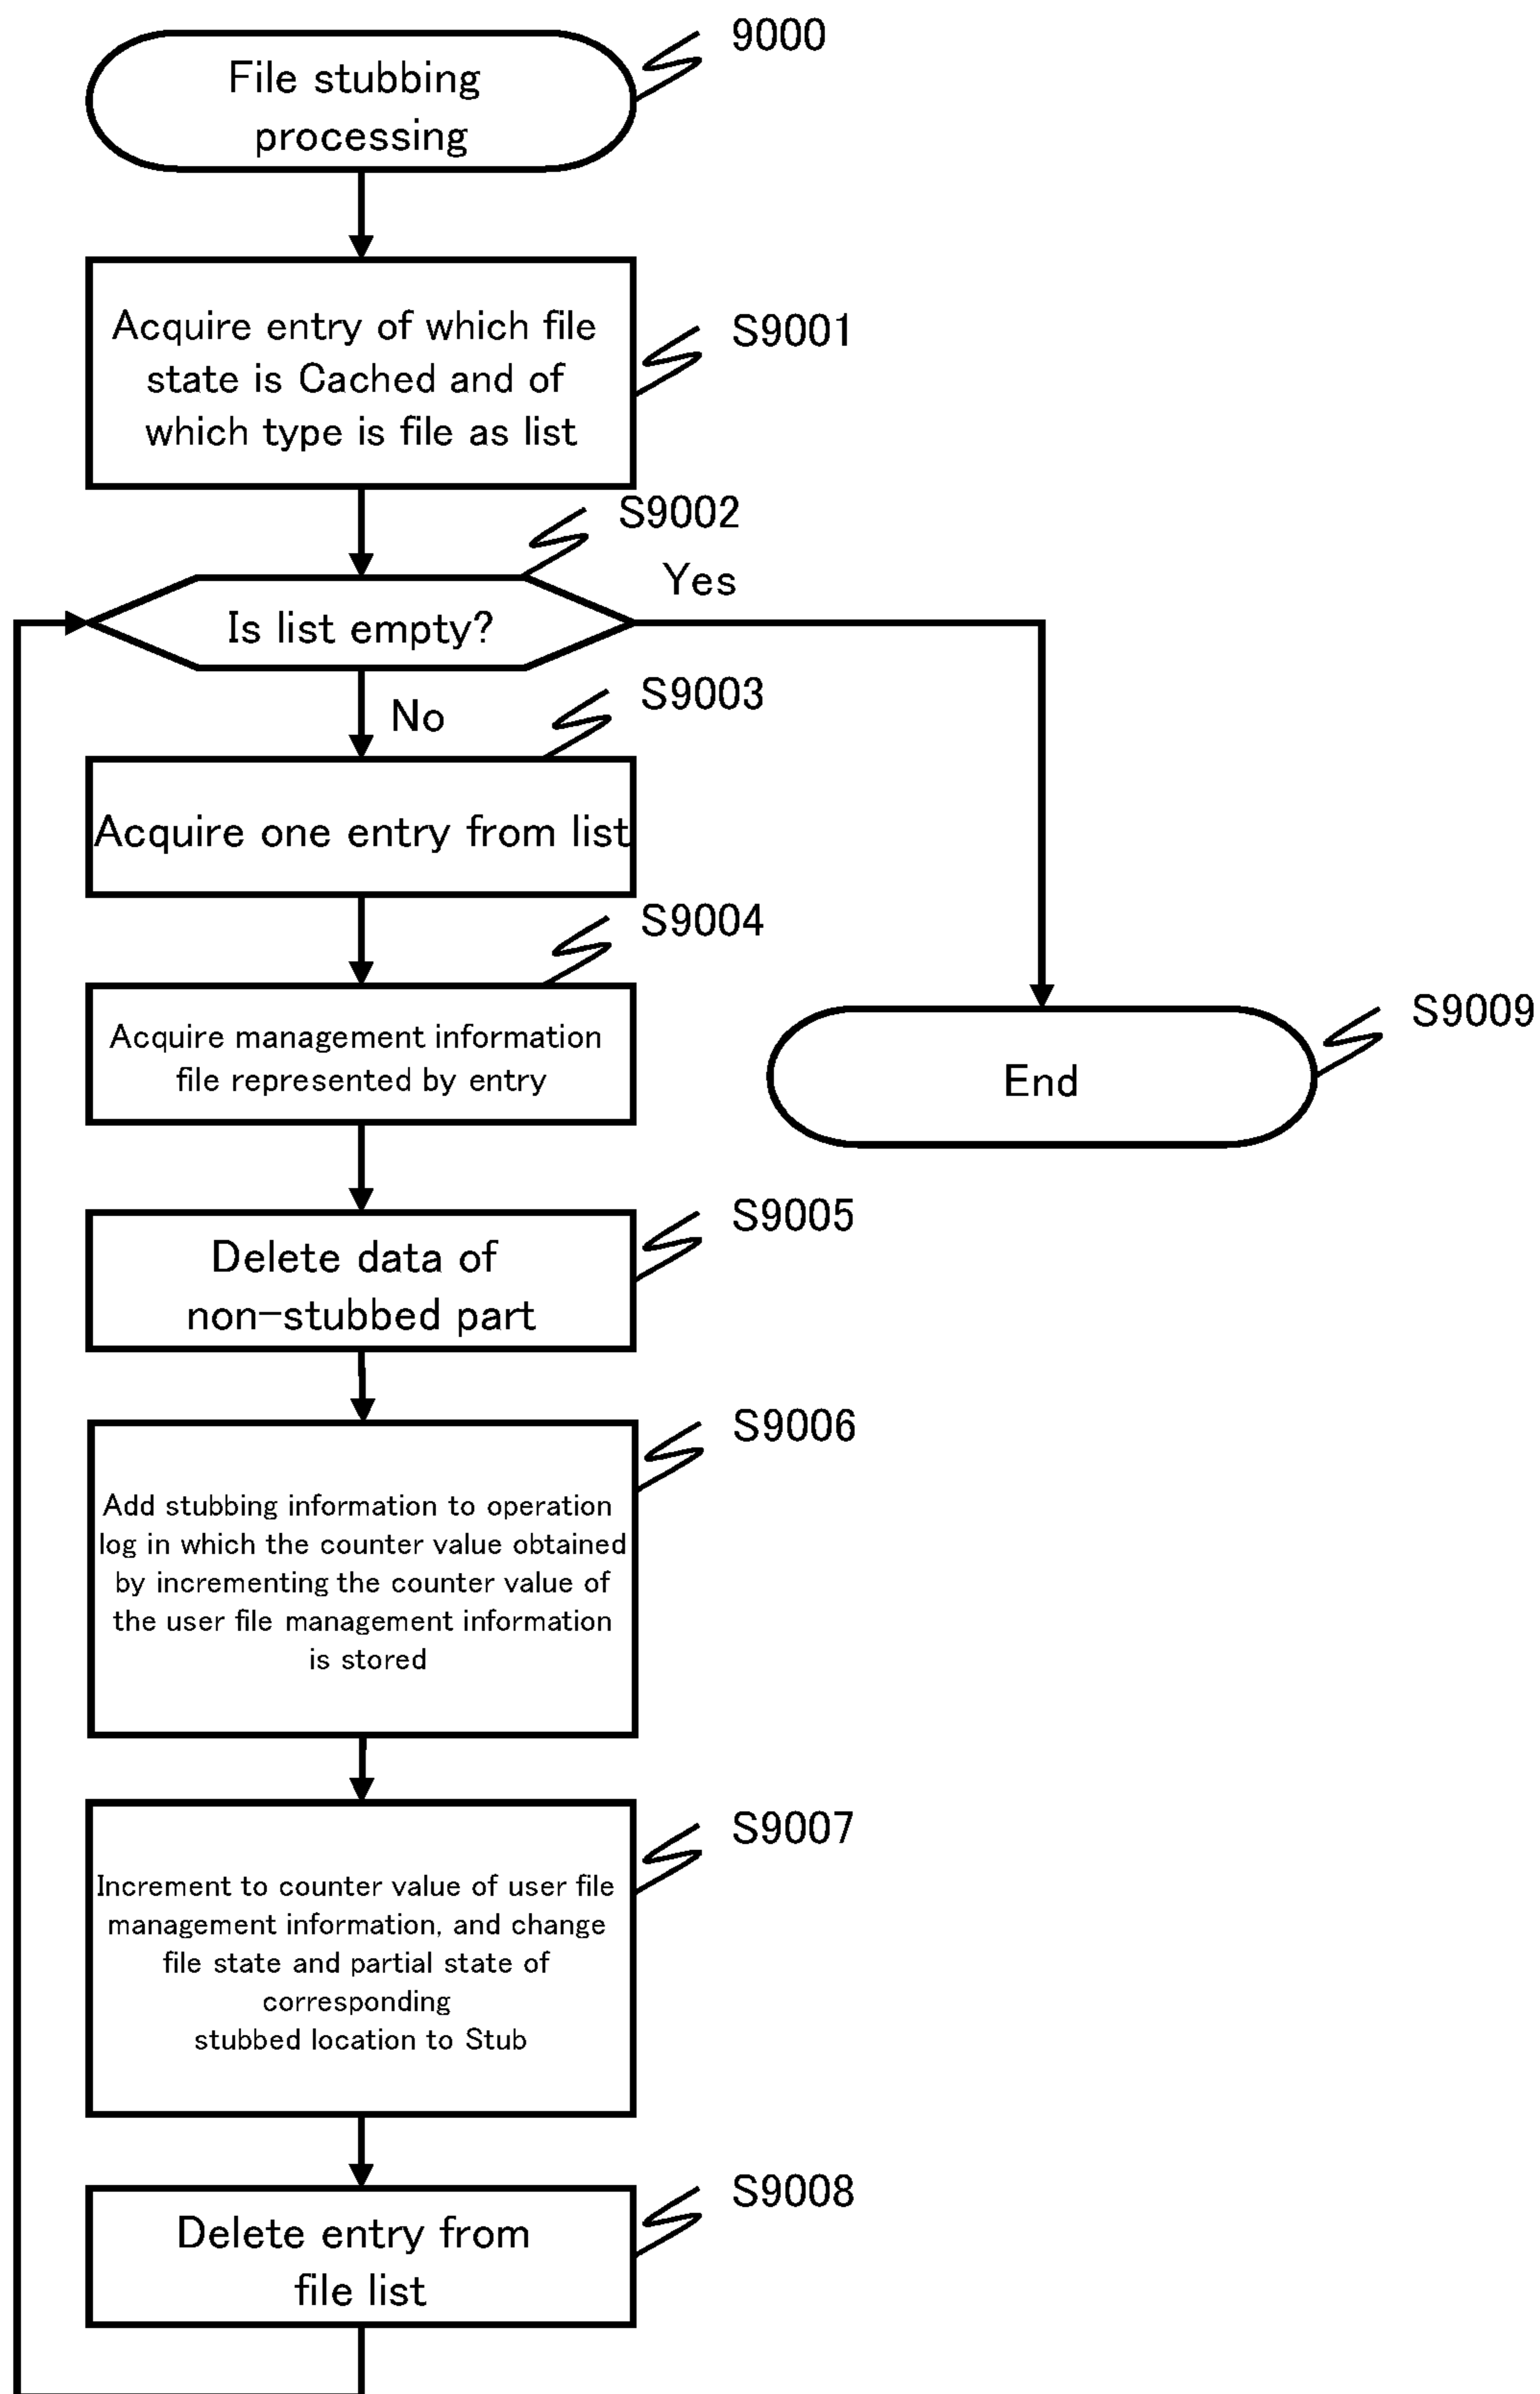 9000
File stubbing
processing
S9001
Acquire entry of which file
state is Cached and of
which type is file as list
S9002
Is list empty?
Yes
No
S9003
Acquire one entry from list
S9004
Acquire management information
file represented by entry
S9009
End
S9005
Delete data of
non-stubbed part
S9006
Add stubbing information to operation
log in which the counter value obtained
by incrementing the counter value of
the user file management information
is stored
S9007
Increment to counter value of user file
management information, and change
file state and partial state of
corresponding
stubbed location to Stub
S9008
Delete entry from
file list